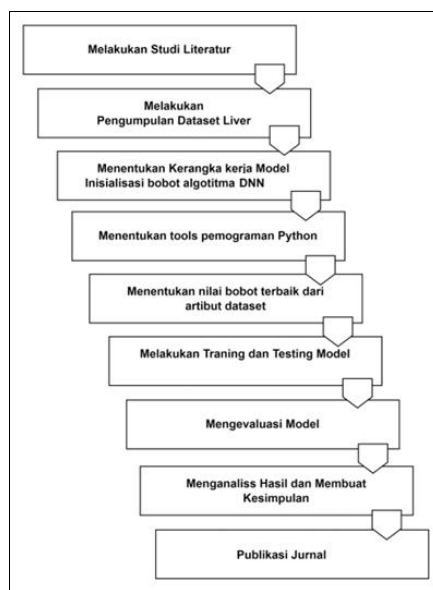 Melakukan Studi Literatur
Melakukan
Pengumpulan Dataset Liver
Menentukan Kerangka kerja Model
Inisialisasi bobot algotitma DNN
Menentukan tools pemograman Python
Menentukan nilai bobot terbaik dari
artibut dataset
Melakukan Traning dan Testing Model
Mengevaluasi Model
Menganaliss Hasil dan Membuat
Kesimpulan
Publikasi Jurnal